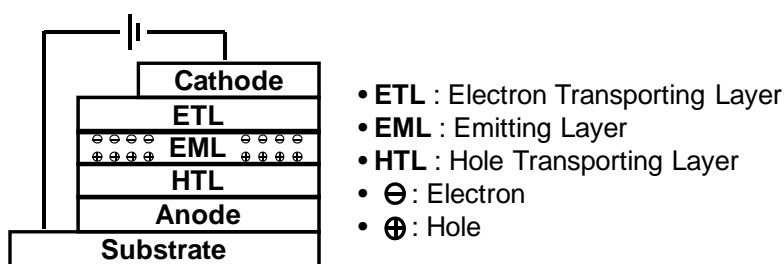 Cathode
ETL
EML
HTL
Anode
Substrate
• ETL : Electron Transporting Layer
• EML : Emitting Layer
• HTL : Hole Transporting Layer
• ⊖ : Electron
• ⊕ : Hole